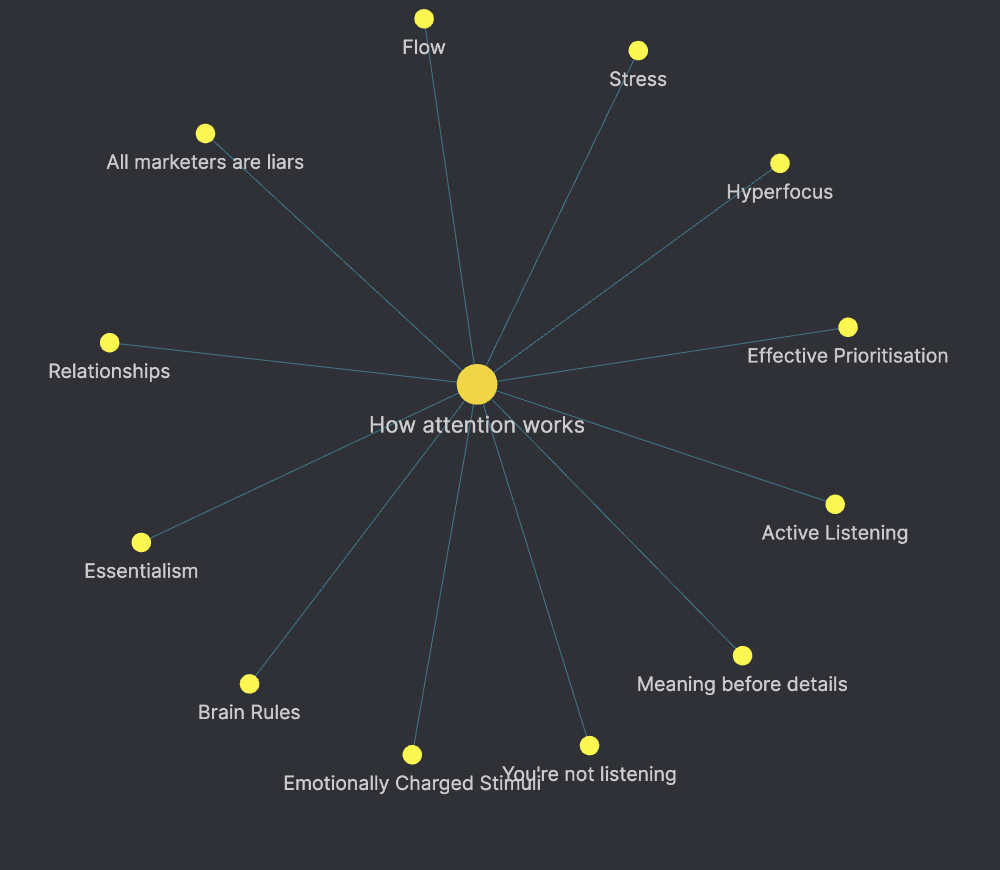 Flow
Stress
All marketers are liars
Hyperfocus
Effective Prioritisation
Relationships
How attention works
Active Listening
Essentialism
Meaning before details
Brain Rules
You're not listening
Emotionally Charged Stimuli